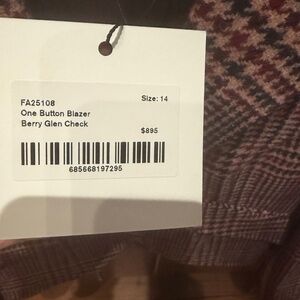 FA25108 Size: 14
One Button Blazer
Berry Glen Check
$895
685668197295